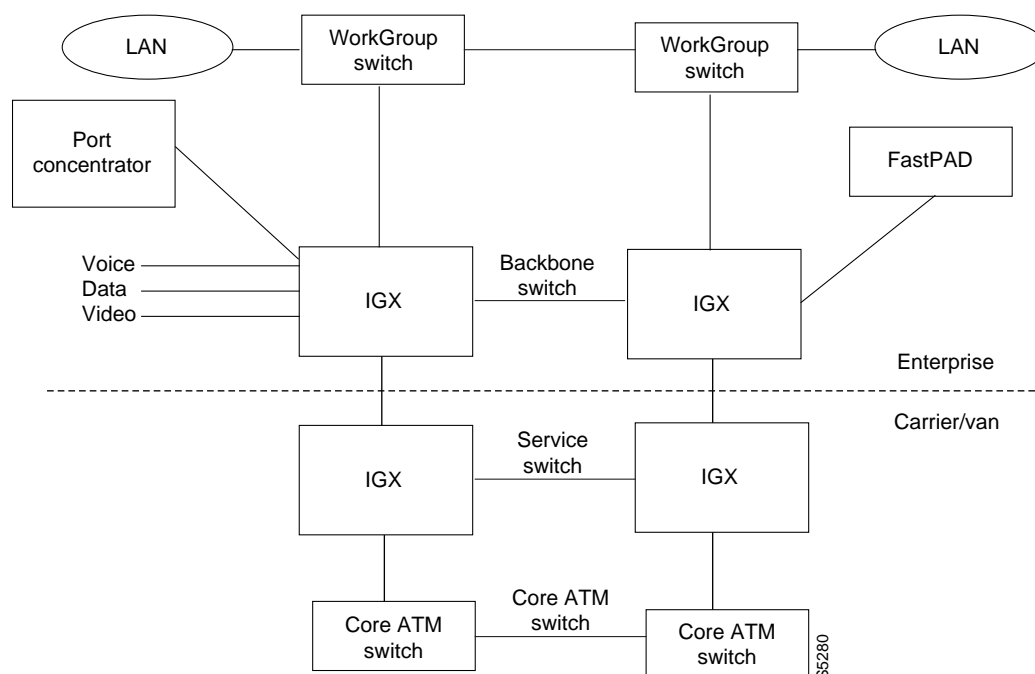 LAN
WorkGroup
switch
WorkGroup
switch
LAN
Port
concentrator
FastPAD
Voice
Data
Video
IGX
Backbone
switch
IGX
Enterprise
Carrier/van
IGX
Service
switch
IGX
Core ATM
switch
Core ATM
switch
Core ATM
switch